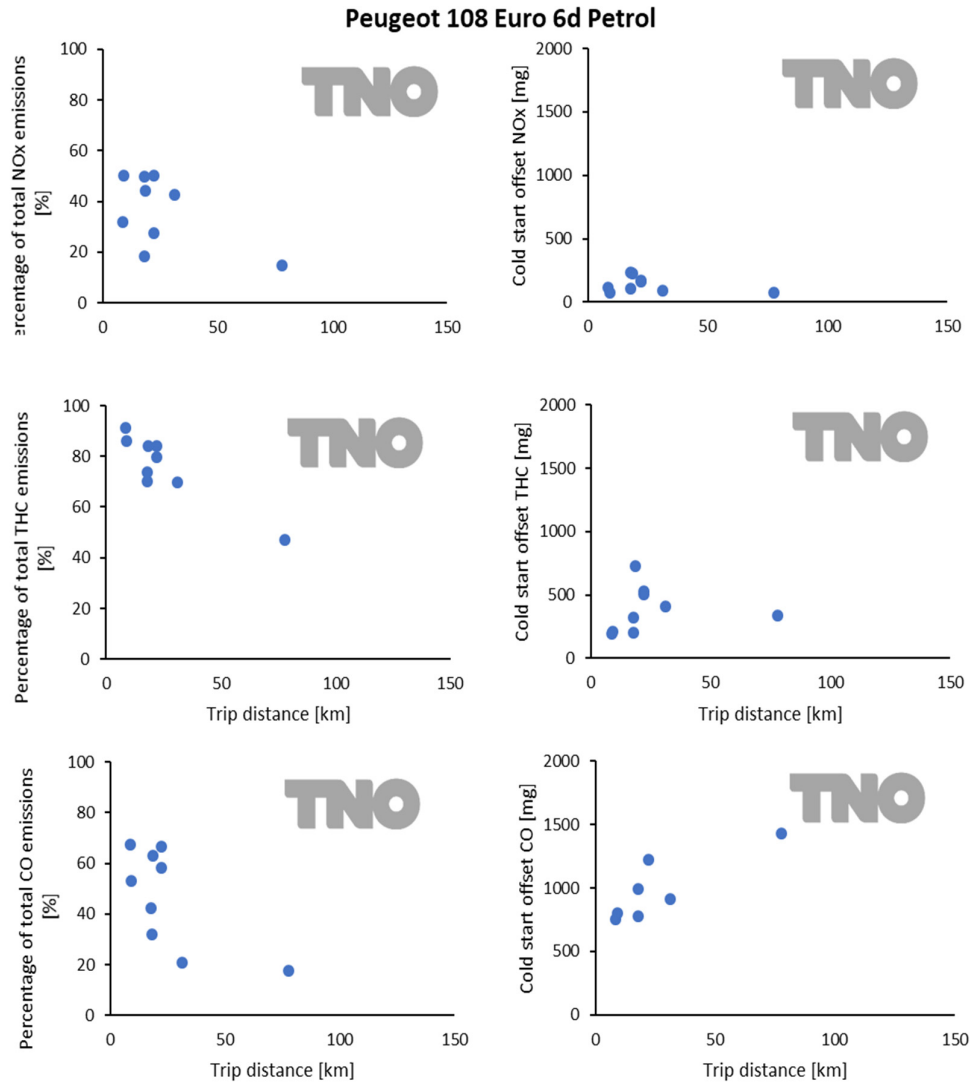 Peugeot 108 Euro 6d Petrol
ercentage of total NOx emissions
[%]
100
80
60
40
20
0
0 50 100 150
TNO
Cold start offset NOx [mg]
2000
1500
1000
500
0
0 50 100 150
TNO
Percentage of total THC emissions
[%]
100
80
60
40
20
0
0 50 100 150
Trip distance [km]
TNO
Cold start offset THC [mg]
2000
1500
1000
500
0
0 50 100 150
Trip distance [km]
TNO
Percentage of total CO emissions
[%]
100
80
60
40
20
0
0 50 100 150
Trip distance [km]
TNO
Cold start offset CO [mg]
2000
1500
1000
500
0
0 50 100 150
Trip distance [km]
TNO